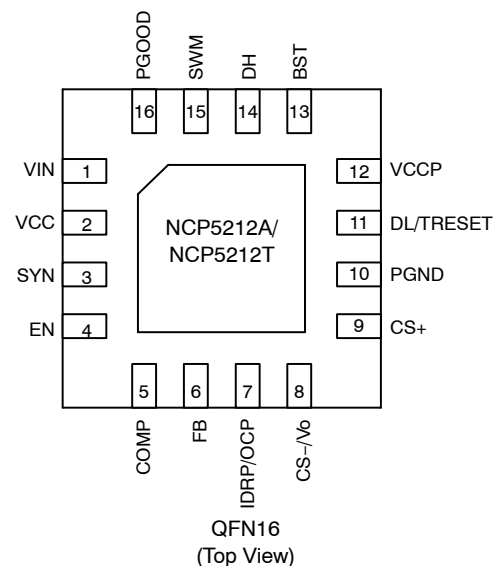 PGOOD
SWM
DH
BST
16
15
14
13
VIN 1
12 VCCP
VCC 2
11 DL/TRESET
SYN 3
10 PGND
EN 4
9 CS+
NCP5212A/
NCP5212T
5
6
7
8
COMP
FB
IDRP/OCP
CS−/Vo
QFN16
(Top View)